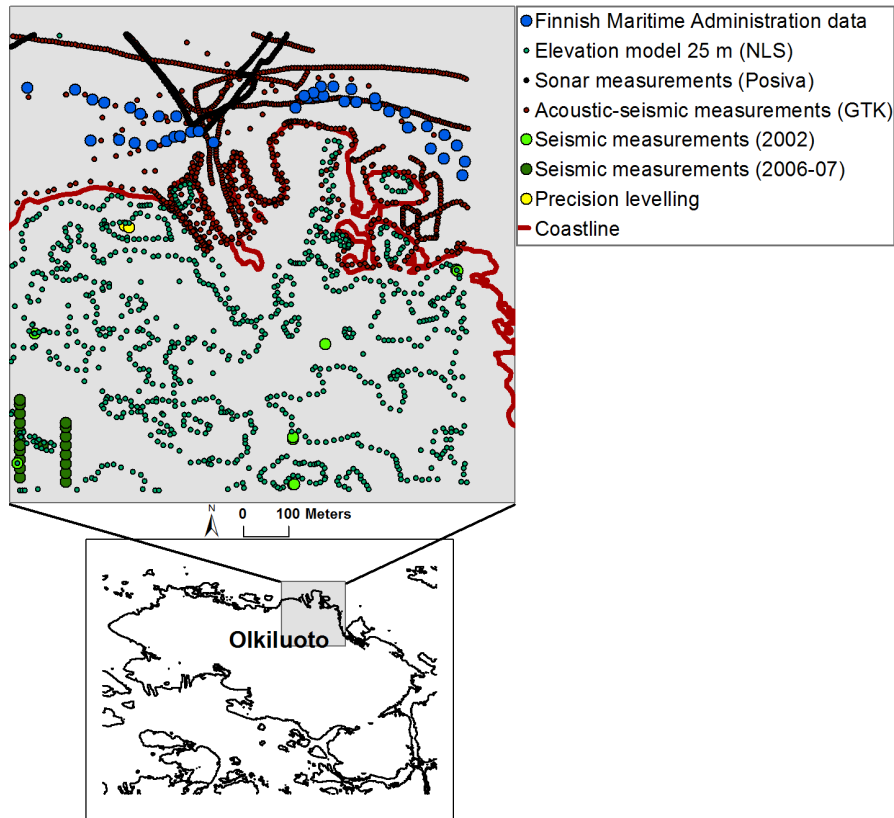 Finnish Maritime Administration data
Elevation model 25 m (NLS)
Sonar measurements (Posiva)
Acoustic-seismic measurements (GTK)
Seismic measurements (2002)
Seismic measurements (2006-07)
Precision levelling
Coastline
N
0 100 Meters
Olkiluoto